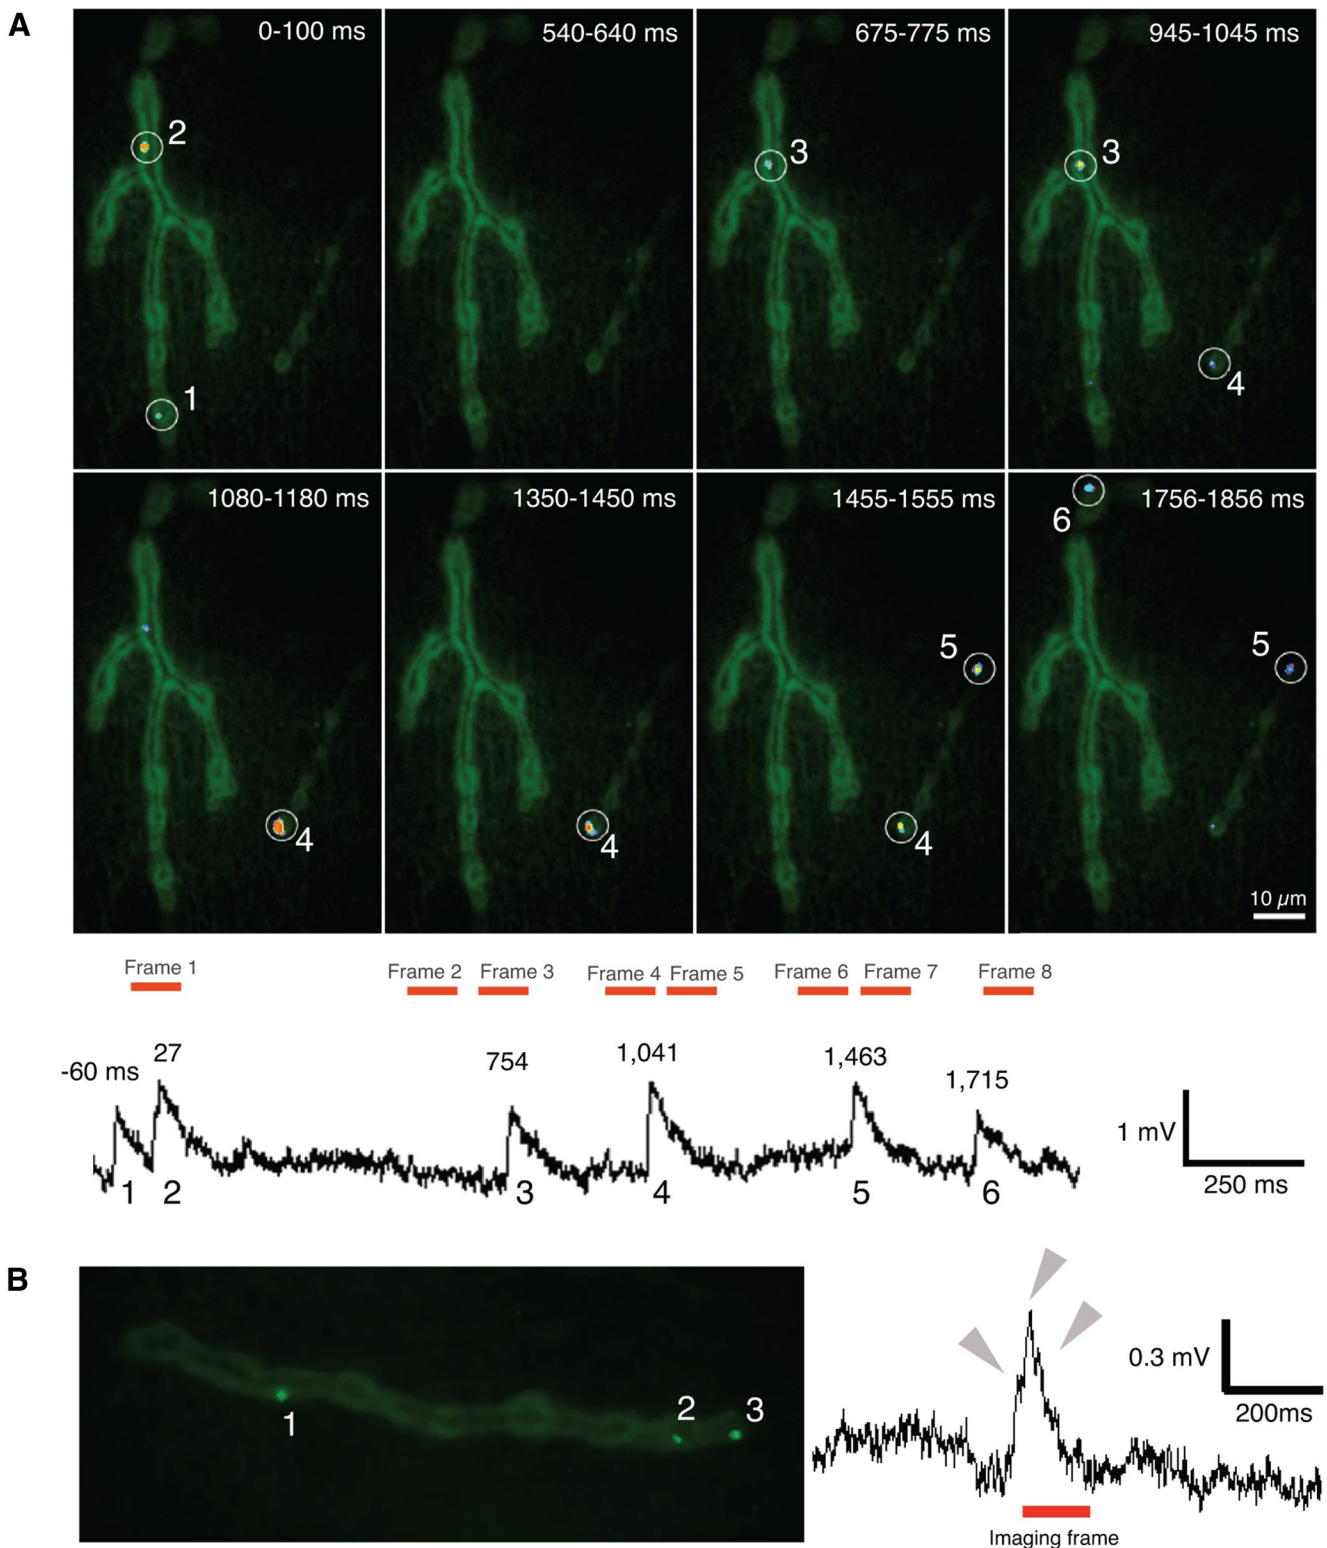 A
0-100 ms
540-640 ms
675-775 ms
945-1045 ms
2
3
3
1
4
1080-1180 ms
1350-1450 ms
1455-1555 ms
1756-1856 ms
6
5
5
4
4
4
10 µm
Frame 1
Frame 2
Frame 3
Frame 4
Frame 5
Frame 6
Frame 7
Frame 8
-60 ms
27
754
1,041
1,463
1,715
1 mV
250 ms
1
2
3
4
5
6
B
1
2
3
0.3 mV
200ms
Imaging frame